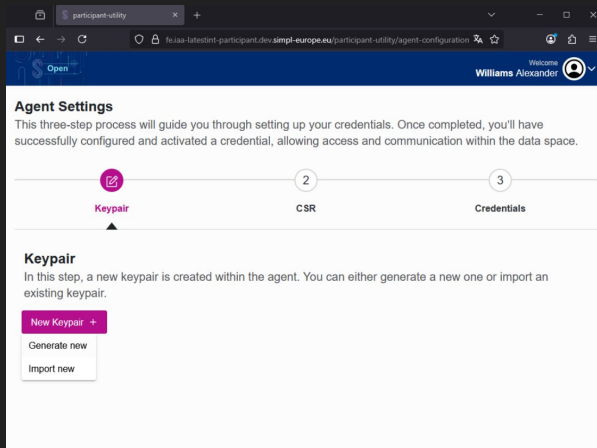 participant-utility
fe.iaa-latestint-participant.dev.simpl-europe.eu/participant-utility/agent-configuration
Open
Welcome
Williams Alexander
Agent Settings
This three-step process will guide you through setting up your credentials. Once completed, you'll have
successfully configured and activated a credential, allowing access and communication within the data space.
2
3
Keypair
CSR
Credentials
Keypair
In this step, a new keypair is created within the agent. You can either generate a new one or import an
existing keypair.
New Keypair +
Generate new
Import new